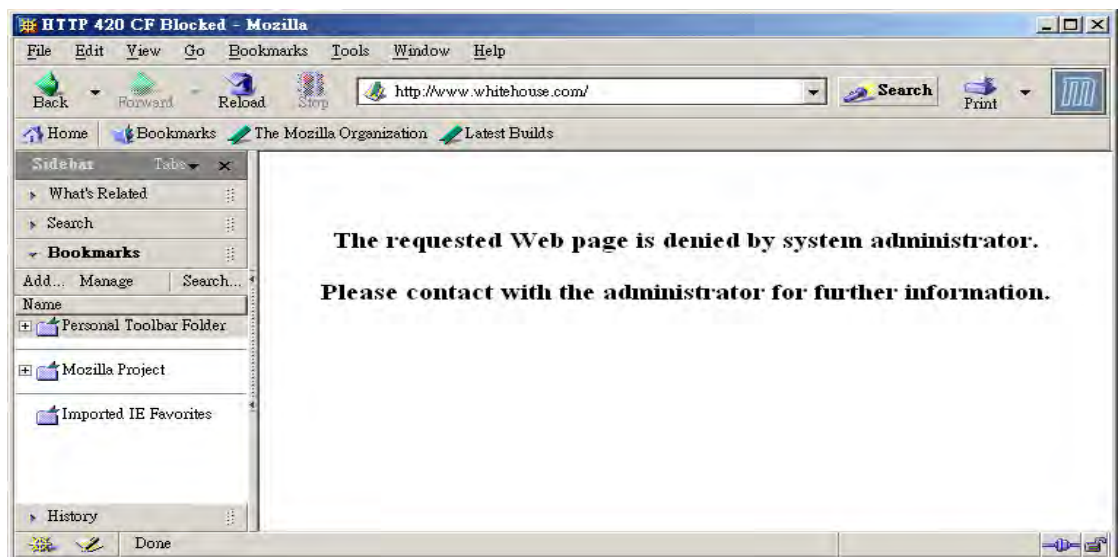 HTTP 420 CF Blocked - Mozilla
File Edit View Go Bookmarks Tools Window Help
Back Forward Reload Stop http://www.whitehouse.com/ Search Print
Home Bookmarks The Mozilla Organization Latest Builds
Sidebar Tabs
What's Related
Search
Bookmarks
Add... Manage Search...
Name
Personal Toolbar Folder
Mozilla Project
Imported IE Favorites
History
The requested Web page is denied by system administrator.
Please contact with the administrator for further information.
Done